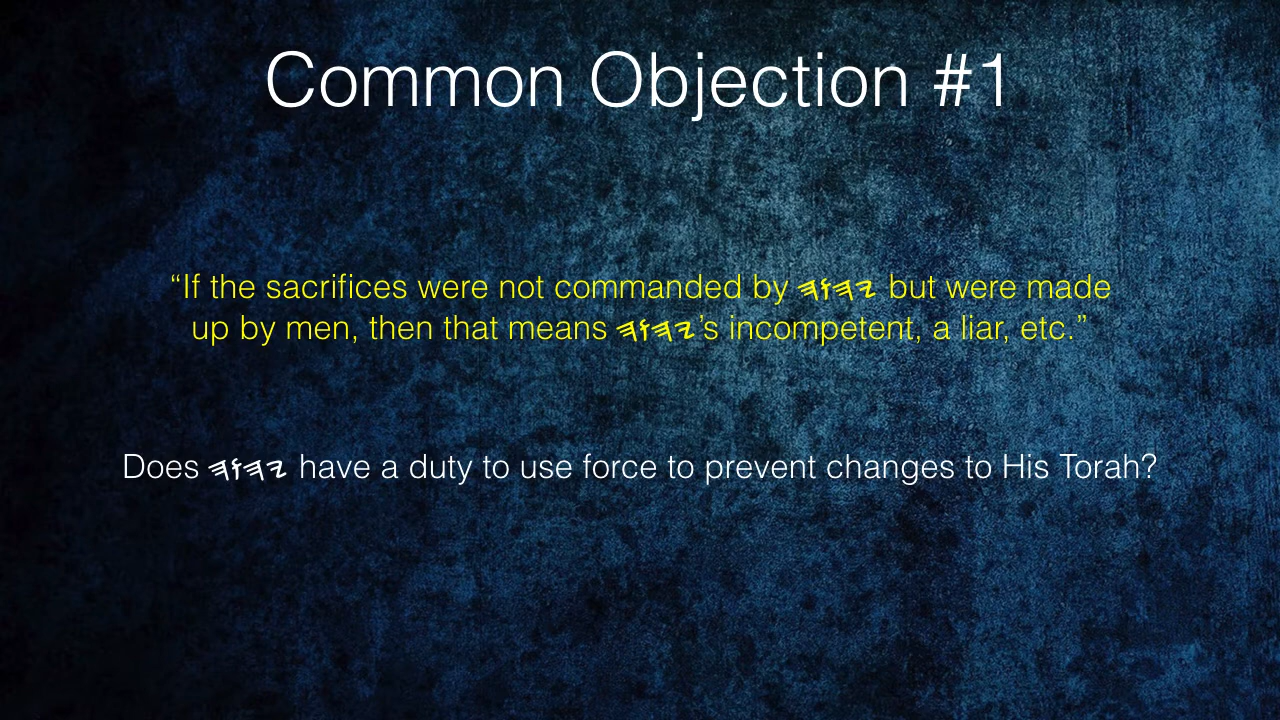 Common Objection #1
“If the sacrifices were not commanded by 𐤉𐤄𐤅𐤄 but were made
up by men, then that means 𐤉𐤄𐤅𐤄’s incompetent, a liar, etc.”
Does 𐤉𐤄𐤅𐤄 have a duty to use force to prevent changes to His Torah?